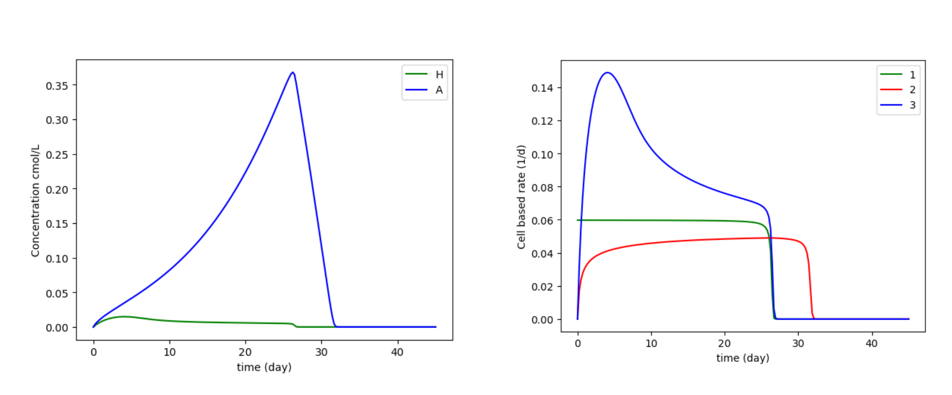 H
A
0.35
0.30
0.25
0.20
0.15
0.10
0.05
0.00
Concentration cmol/L
0 10 20 30 40
time (day)
1
2
3
0.14
0.12
0.10
0.08
0.06
0.04
0.02
0.00
Cell based rate (1/d)
0 10 20 30 40
time (day)